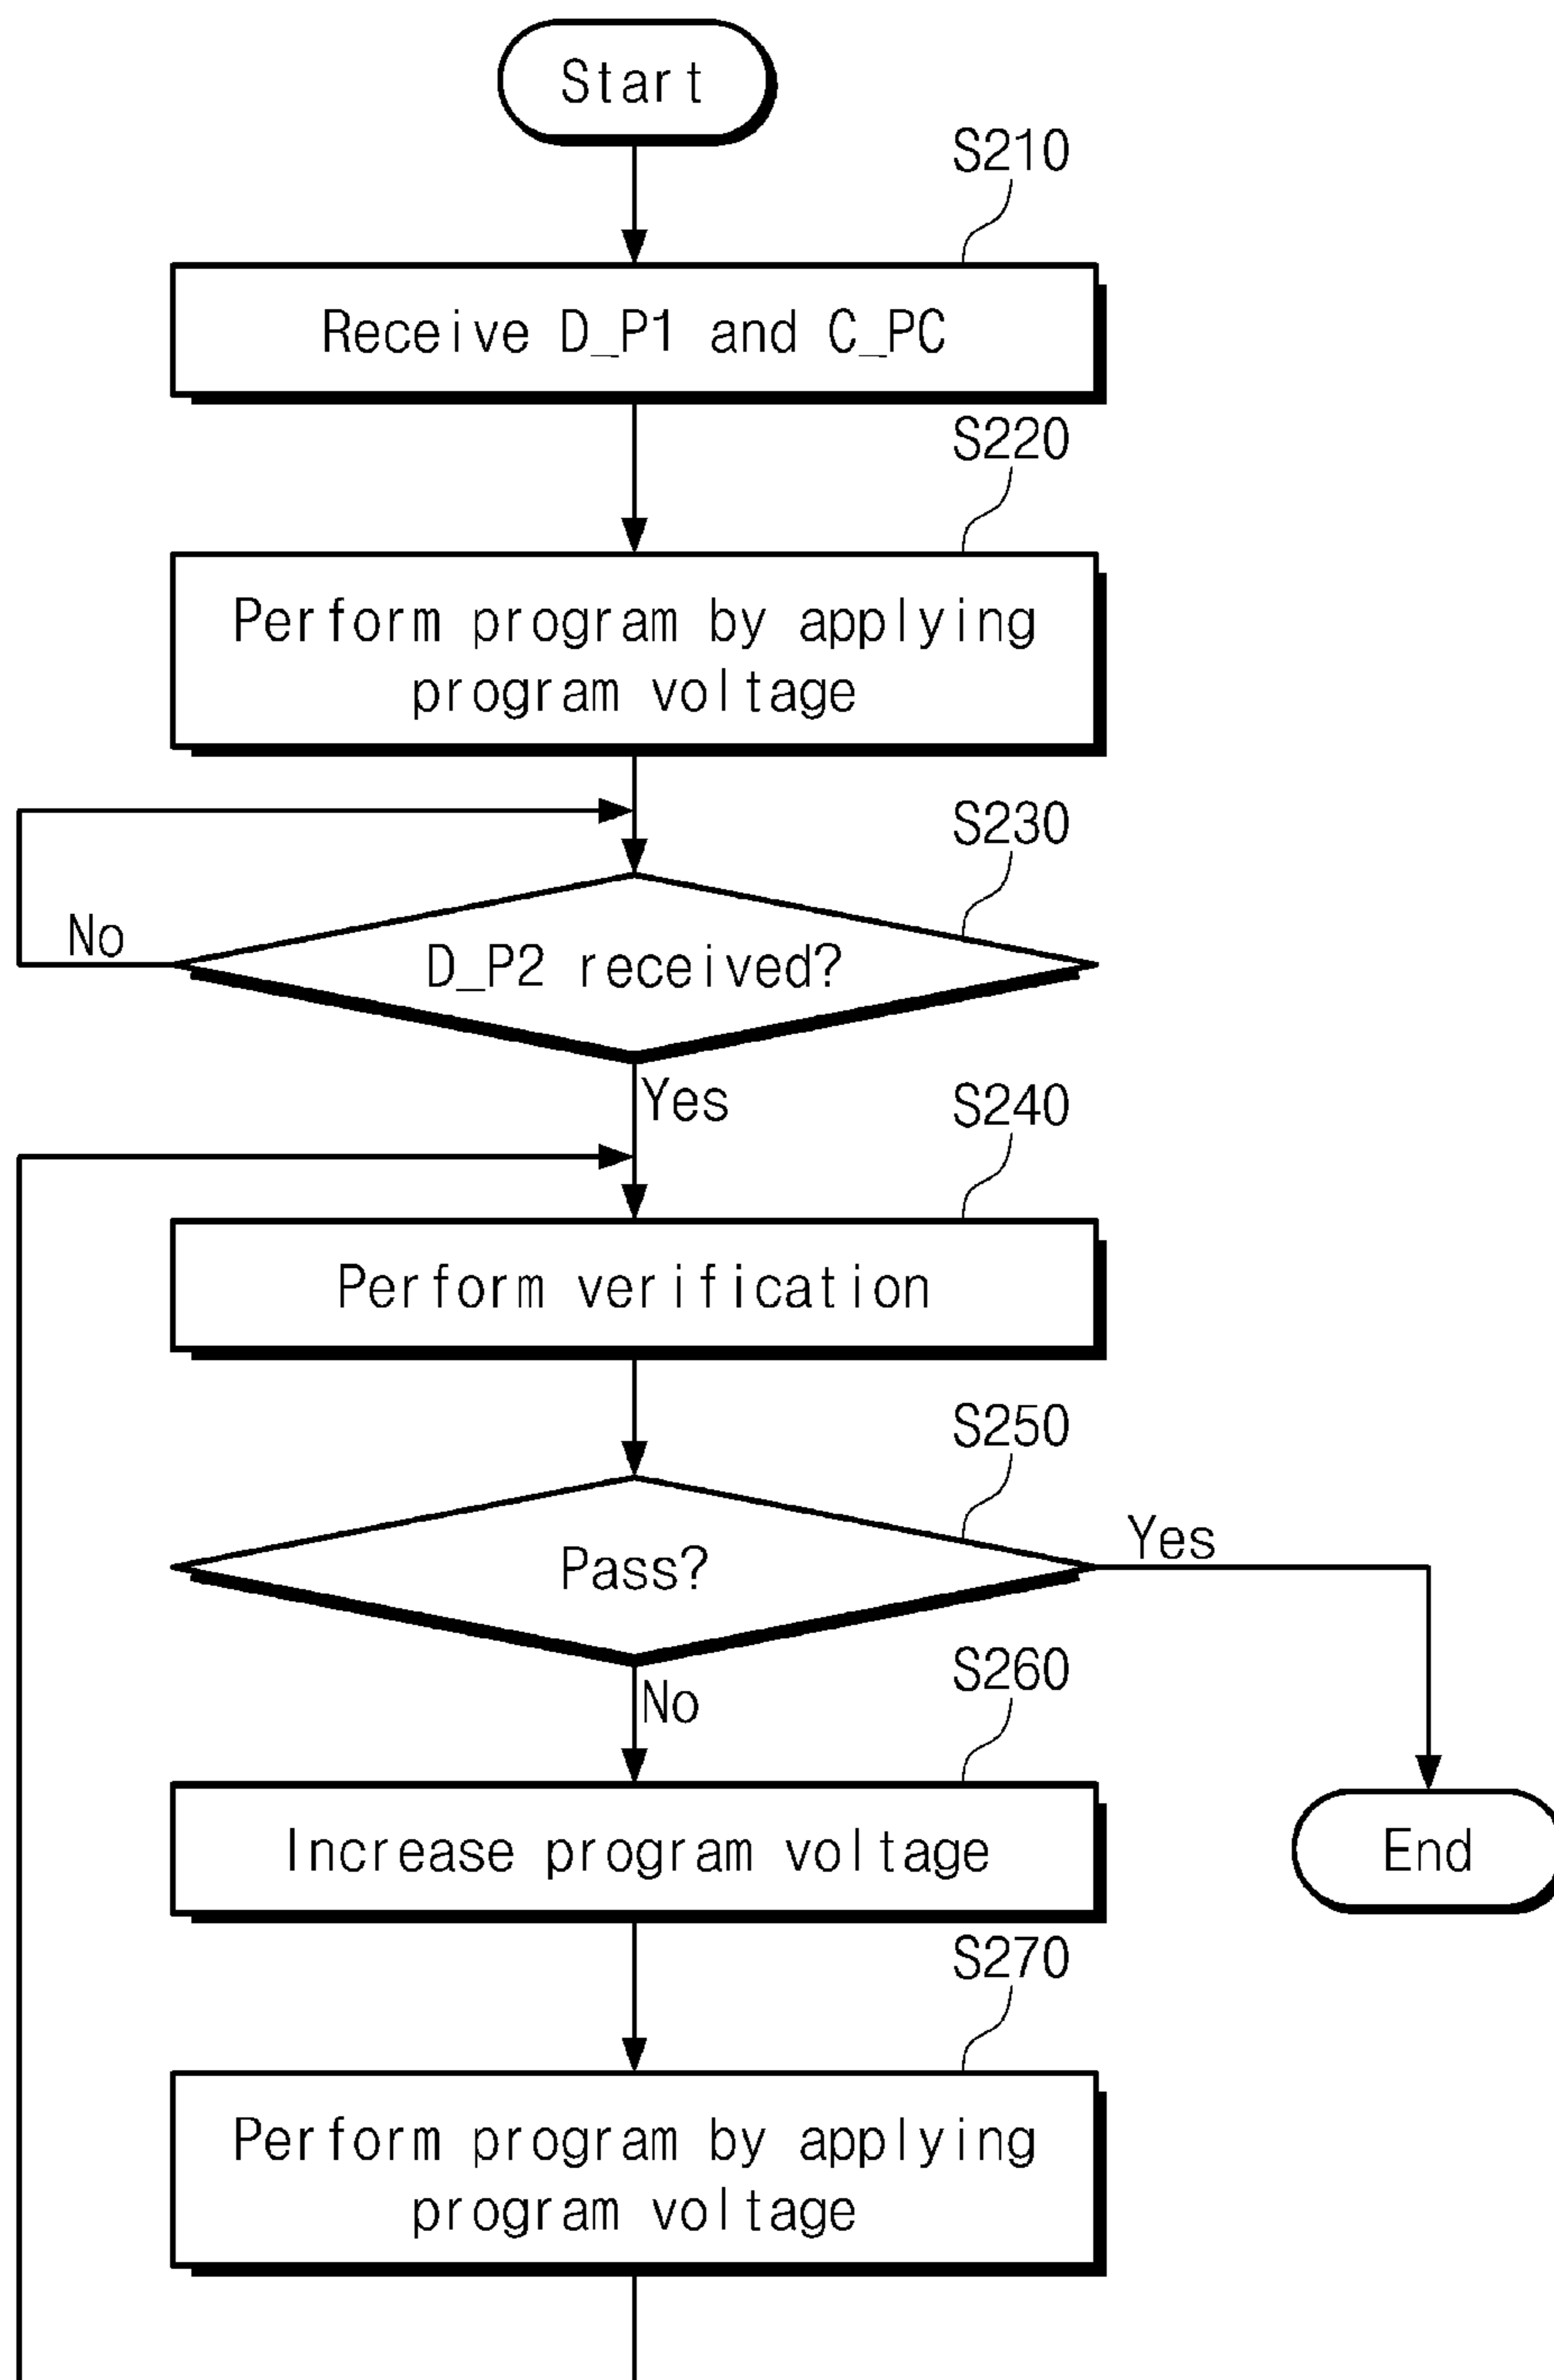 Start
S210
Receive D_P1 and C_PC
S220
Perform program by applying
program voltage
S230
No
D_P2 received?
Yes
S240
Perform verification
S250
Pass?
Yes
No
S260
Increase program voltage
End
S270
Perform program by applying
program voltage